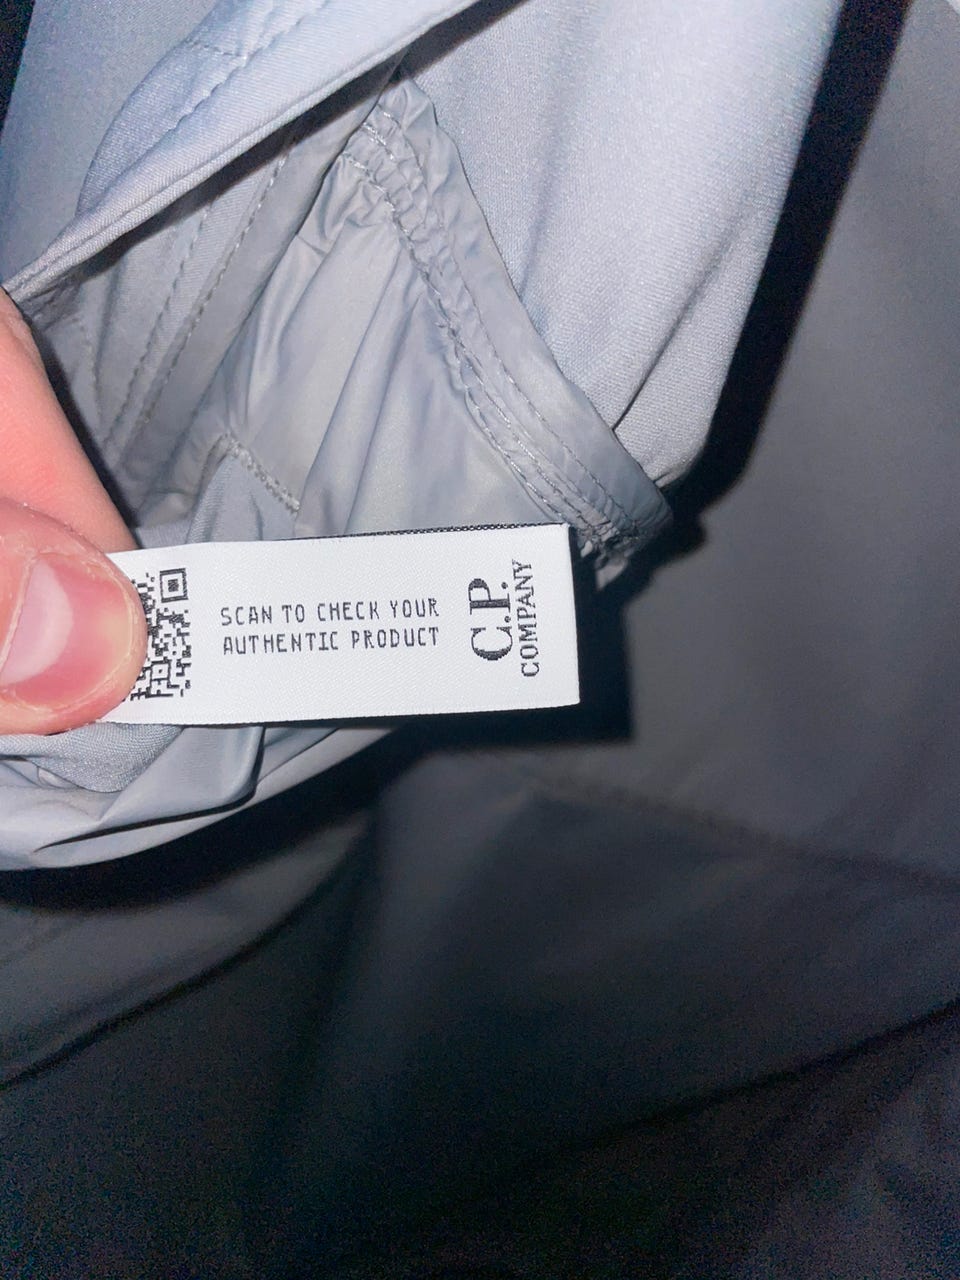 SCAN TO CHECK YOUR
AUTHENTIC PRODUCT
C.P.
COMPANY